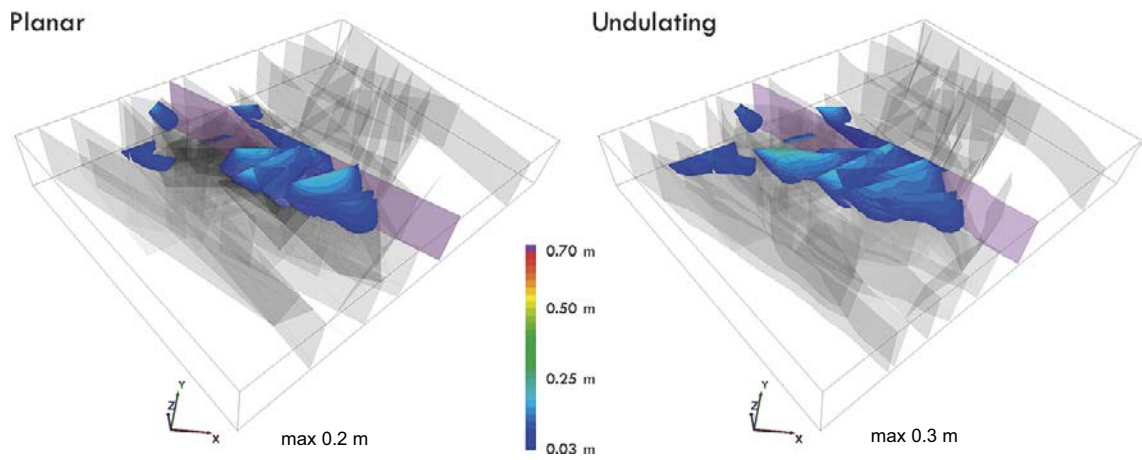 Planar
Undulating
0.70 m
0.50 m
0.25 m
0.03 m
Y
Z
X
max 0.2 m
Y
Z
X
max 0.3 m